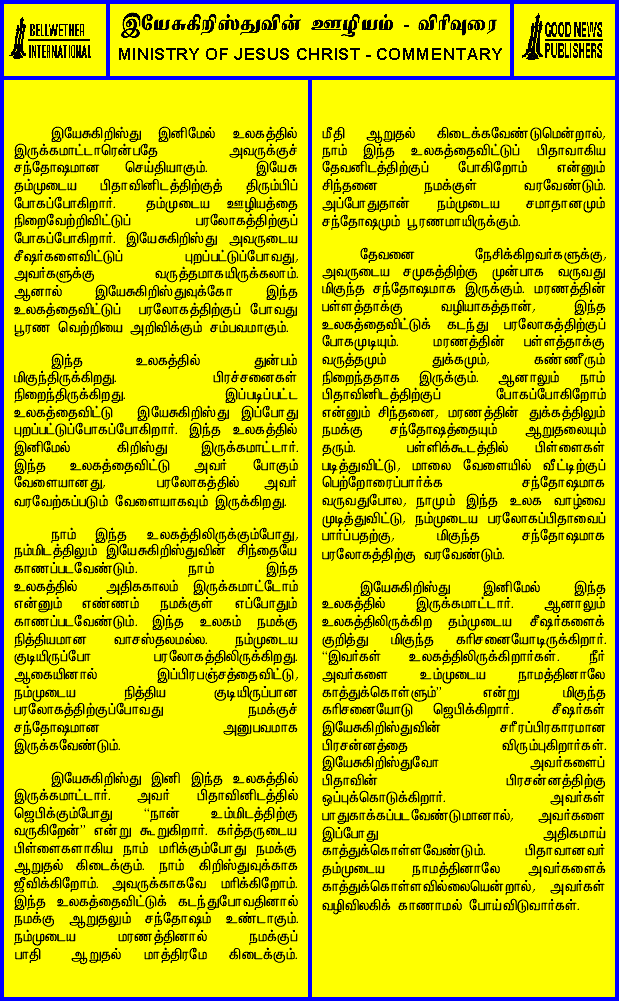 BELLWETHER
INTERNATIONAL
இயேசுகிறிஸ்துவின் ஊழியம் - விரிவுரை
MINISTRY OF JESUS CHRIST - COMMENTARY
GOOD NEWS
PUBLISHERS
இயேசுகிறிஸ்து இனிமேல் உலகத்தில்
இருக்கமாட்டாரென்பதே அவருக்குச்
சந்தோஷமான செய்தியாகும். இயேசு
தம்முடைய பிதாவினிடத்திற்குத் திரும்பிப்
போகப்போகிறார். தம்முடைய ஊழியத்தை
நிறைவேற்றிவிட்டுப் பரலோகத்திற்குப்
போகப்போகிறார். இயேசுகிறிஸ்து அவருடைய
சீஷர்களைவிட்டுப் புறப்பட்டுப்போவது,
அவர்களுக்கு வருத்தமாகயிருக்கலாம்.
ஆனால் இயேசுகிறிஸ்துவுக்கோ இந்த
உலகத்தைவிட்டுப் பரலோகத்திற்குப் போவது
பூரண வெற்றியை அறிவிக்கும் சம்பவமாகும்.
இந்த உலகத்தில் துன்பம்
மிகுந்திருக்கிறது. பிரச்சனைகள்
நிறைந்திருக்கிறது. இப்படிப்பட்ட
உலகத்தைவிட்டு இயேசுகிறிஸ்து இப்போது
புறப்பட்டுப்போகப்போகிறார். இந்த உலகத்தில்
இனிமேல் கிறிஸ்து இருக்கமாட்டார்.
இந்த உலகத்தைவிட்டு அவர் போகும்
வேளையானது, பரலோகத்தில் அவர்
வரவேற்கப்படும் வேளையாகவும் இருக்கிறது.
நாம் இந்த உலகத்திலிருக்கும்போது,
நம்மிடத்திலும் இயேசுகிறிஸ்துவின் சிந்தையே
காணப்படவேண்டும். நாம் இந்த
உலகத்தில் அதிககாலம் இருக்கமாட்டோம்
என்னும் எண்ணம் நமக்குள் எப்போதும்
காணப்படவேண்டும். இந்த உலகம் நமக்கு
நித்தியமான வாசஸ்தலமல்ல. நம்முடைய
குடியிருப்போ பரலோகத்திலிருக்கிறது.
ஆகையினால் இப்பிரபஞ்சத்தைவிட்டு,
நம்முடைய நித்திய குடியிருப்பான
பரலோகத்திற்குப்போவது நமக்குச்
சந்தோஷமான அனுபவமாக
இருக்கவேண்டும்.
இயேசுகிறிஸ்து இனி இந்த உலகத்தில்
இருக்கமாட்டார். அவர் பிதாவினிடத்தில்
ஜெபிக்கும்போது “நான் உம்மிடத்திற்கு
வருகிறேன்” என்று கூறுகிறார். கர்த்தருடைய
பிள்ளைகளாகிய நாம் மரிக்கும்போது நமக்கு
ஆறுதல் கிடைக்கும். நாம் கிறிஸ்துவுக்காக
ஜீவிக்கிறோம். அவருக்காகவே மரிக்கிறோம்.
இந்த உலகத்தைவிட்டுக் கடந்துபோவதினால்
நமக்கு ஆறுதலும் சந்தோஷம் உண்டாகும்.
நம்முடைய மரணத்தினால் நமக்குப்
பாதி ஆறுதல் மாத்திரமே கிடைக்கும்.
மீதி ஆறுதல் கிடைக்கவேண்டுமென்றால்,
நாம் இந்த உலகத்தைவிட்டுப் பிதாவாகிய
தேவனிடத்திற்குப் போகிறோம் என்னும்
சிந்தனை நமக்குள் வரவேண்டும்.
அப்போதுதான் நம்முடைய சமாதானமும்
சந்தோஷமும் பூரணமாயிருக்கும்.
தேவனை நேசிக்கிறவர்களுக்கு,
அவருடைய சமுகத்திற்கு முன்பாக வருவது
மிகுந்த சந்தோஷமாக இருக்கும். மரணத்தின்
பள்ளத்தாக்கு வழியாகத்தான், இந்த
உலகத்தைவிட்டுக் கடந்து பரலோகத்திற்குப்
போகமுடியும். மரணத்தின் பள்ளத்தாக்கு
வருத்தமும் துக்கமும், கண்ணீரும்
நிறைந்ததாக இருக்கும். ஆனாலும் நாம்
பிதாவினிடத்திற்குப் போகப்போகிறோம்
என்னும் சிந்தனை, மரணத்தின் துக்கத்திலும்
நமக்கு சந்தோஷத்தையும் ஆறுதலையும்
தரும். பள்ளிக்கூடத்தில் பிள்ளைகள்
படித்துவிட்டு, மாலை வேளையில் வீட்டிற்குப்
பெற்றோரைப்பார்க்க சந்தோஷமாக
வருவதுபோல, நாமும் இந்த உலக வாழ்வை
முடித்துவிட்டு, நம்முடைய பரலோகப்பிதாவைப்
பார்ப்பதற்கு, மிகுந்த சந்தோஷமாக
பரலோகத்திற்கு வரவேண்டும்.
இயேசுகிறிஸ்து இனிமேல் இந்த
உலகத்தில் இருக்கமாட்டார். ஆனாலும்
உலகத்திலிருக்கிற தம்முடைய சீஷர்களைக்
குறித்து மிகுந்த கரிசனையோடிருக்கிறார்.
“இவர்கள் உலகத்திலிருக்கிறார்கள். நீர்
அவர்களை உம்முடைய நாமத்தினாலே
காத்துக்கொள்ளும்” என்று மிகுந்த
கரிசனையோடு ஜெபிக்கிறார். சீஷர்கள்
இயேசுகிறிஸ்துவின் சரீரப்பிரகாரமான
பிரசன்னத்தை விரும்புகிறார்கள்.
இயேசுகிறிஸ்துவோ அவர்களைப்
பிதாவின் பிரசன்னத்திற்கு
ஒப்புக்கொடுக்கிறார். அவர்கள்
பாதுகாக்கப்படவேண்டுமானால், அவர்களை
இப்போது அதிகமாய்
காத்துக்கொள்ளவேண்டும். பிதாவானவர்
தம்முடைய நாமத்தினாலே அவர்களைக்
காத்துக்கொள்ளவில்லையென்றால், அவர்கள்
வழிவிலகிக் காணாமல் போய்விடுவார்கள்.